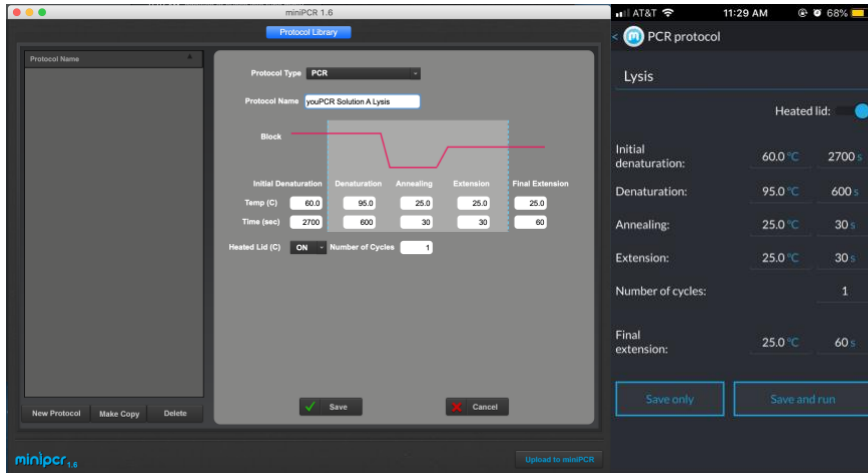 miniPCR 1.6
Protocol Library
Protocol Name
Protocol Type PCR
Protocol Name youPCR Solution A Lysis
Block
Initial Denaturation Denaturation Annealing Extension Final Extension
Temp (C) 60.0 95.0 25.0 25.0 25.0
Time (sec) 2700 600 30 30 60
Heated Lid (C) ON Number of Cycles 1
New Protocol Make Copy Delete
Save Cancel
minipcr 1.6
Upload to miniPCR
AT&T 11:29 AM 68%
< m PCR protocol
Lysis
Heated lid:
Initial
denaturation: 60.0 °C 2700 s
Denaturation: 95.0 °C 600 s
Annealing: 25.0 °C 30 s
Extension: 25.0 °C 30 s
Number of cycles: 1
Final
extension: 25.0 °C 60 s
Save only Save and run